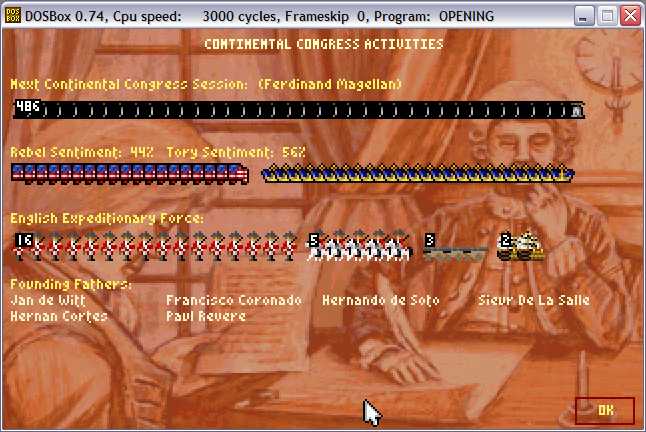 DOSBox 0.74, Cpu speed: 3000 cycles, Frameskip 0, Program: OPENING
CONTINENTAL CONGRESS ACTIVITIES
Next Continental Congress Session: (Ferdinand Magellan)
486
Rebel Sentiment: 44% Tory Sentiment: 56%
English Expeditionary Force:
16 5 3 2
Founding Fathers:
Jan de Witt Francisco Coronado Hernando de Soto Sieur De La Salle
Hernan Cortes Paul Revere
OK